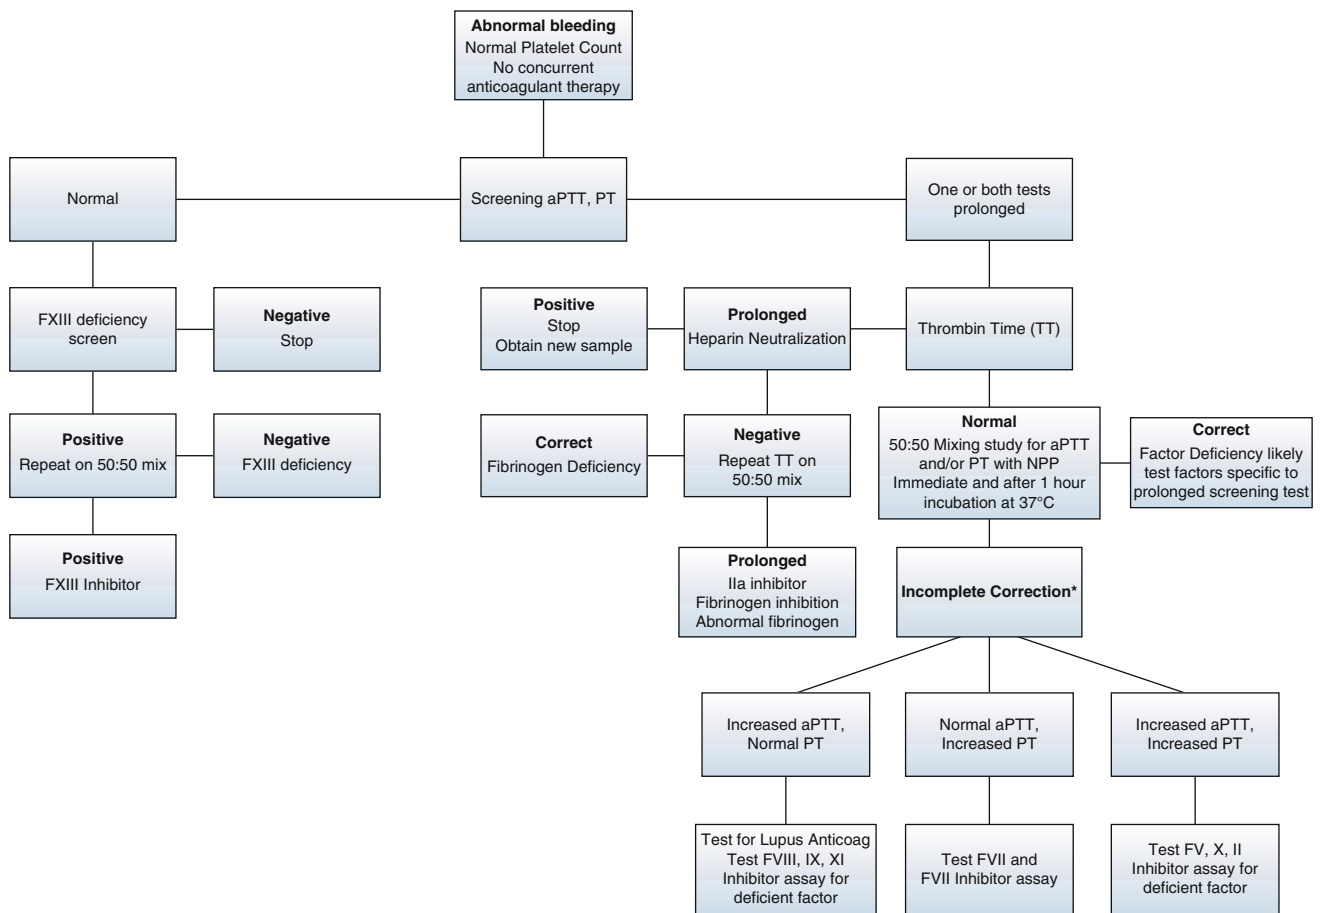 Abnormal bleeding
Normal Platelet Count
No concurrent
anticoagulant therapy
Normal
Screening aPTT, PT
One or both tests
prolonged
FXIII deficiency
screen
Negative
Stop
Positive
Stop
Obtain new sample
Prolonged
Heparin Neutralization
Thrombin Time (TT)
Positive
Repeat on 50:50 mix
Negative
FXIII deficiency
Correct
Fibrinogen Deficiency
Negative
Repeat TT on
50:50 mix
Normal
50:50 Mixing study for aPTT
and/or PT with NPP
Immediate and after 1 hour
incubation at 37°C
Correct
Factor Deficiency likely
test factors specific to
prolonged screening test
Positive
FXIII Inhibitor
Prolonged
IIa inhibitor
Fibrinogen inhibition
Abnormal fibrinogen
Incomplete Correction*
Increased aPTT,
Normal PT
Normal aPTT,
Increased PT
Increased aPTT,
Increased PT
Test for Lupus Anticoag
Test FVIII, IX, XI
Inhibitor assay for
deficient factor
Test FVII and
FVII Inhibitor assay
Test FV, X, II
Inhibitor assay for
deficient factor